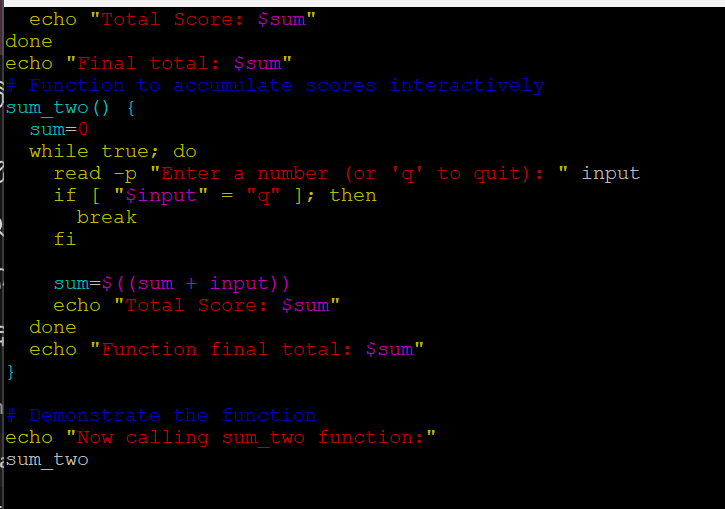 echo "Total Score: $sum"
done
echo "Final total: $sum"
# Function to accumulate scores interactively
sum_two() {
  sum=0
  while true; do
    read -p "Enter a number (or 'q' to quit): " input
    if [ "$input" = "q" ]; then
      break
    fi

    sum=$((sum + input))
    echo "Total Score: $sum"
  done
  echo "Function final total: $sum"
}

# Demonstrate the function
echo "Now calling sum_two function:"
sum_two